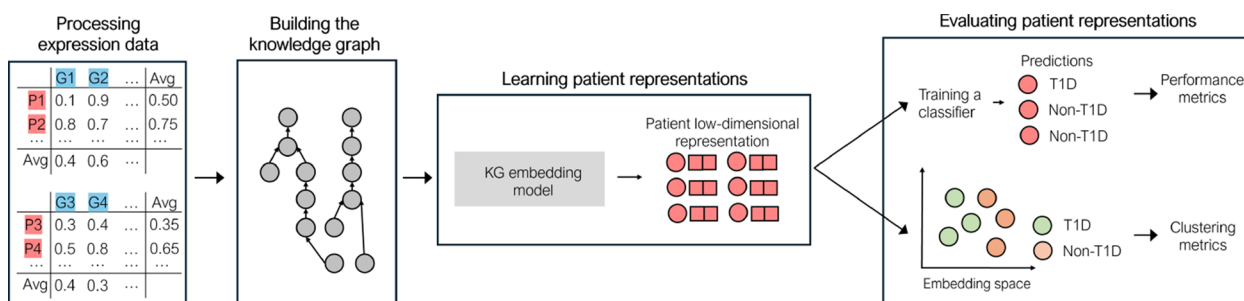 Processing
expression data
G1 G2 ... Avg
P1 0.1 0.9 ... 0.50
P2 0.8 0.7 ... 0.75
... ... ... ...
Avg 0.4 0.6 ...
G3 G4 ... Avg
P3 0.3 0.4 ... 0.35
P4 0.5 0.8 ... 0.65
... ... ... ...
Avg 0.4 0.3 ...
Building the
knowledge graph
Learning patient representations
KG embedding
model
Patient low-dimensional
representation
Evaluating patient representations
Training a
classifier
Predictions
T1D
Non-T1D
Non-T1D
Performance
metrics
Embedding space
T1D
Non-T1D
Clustering
metrics